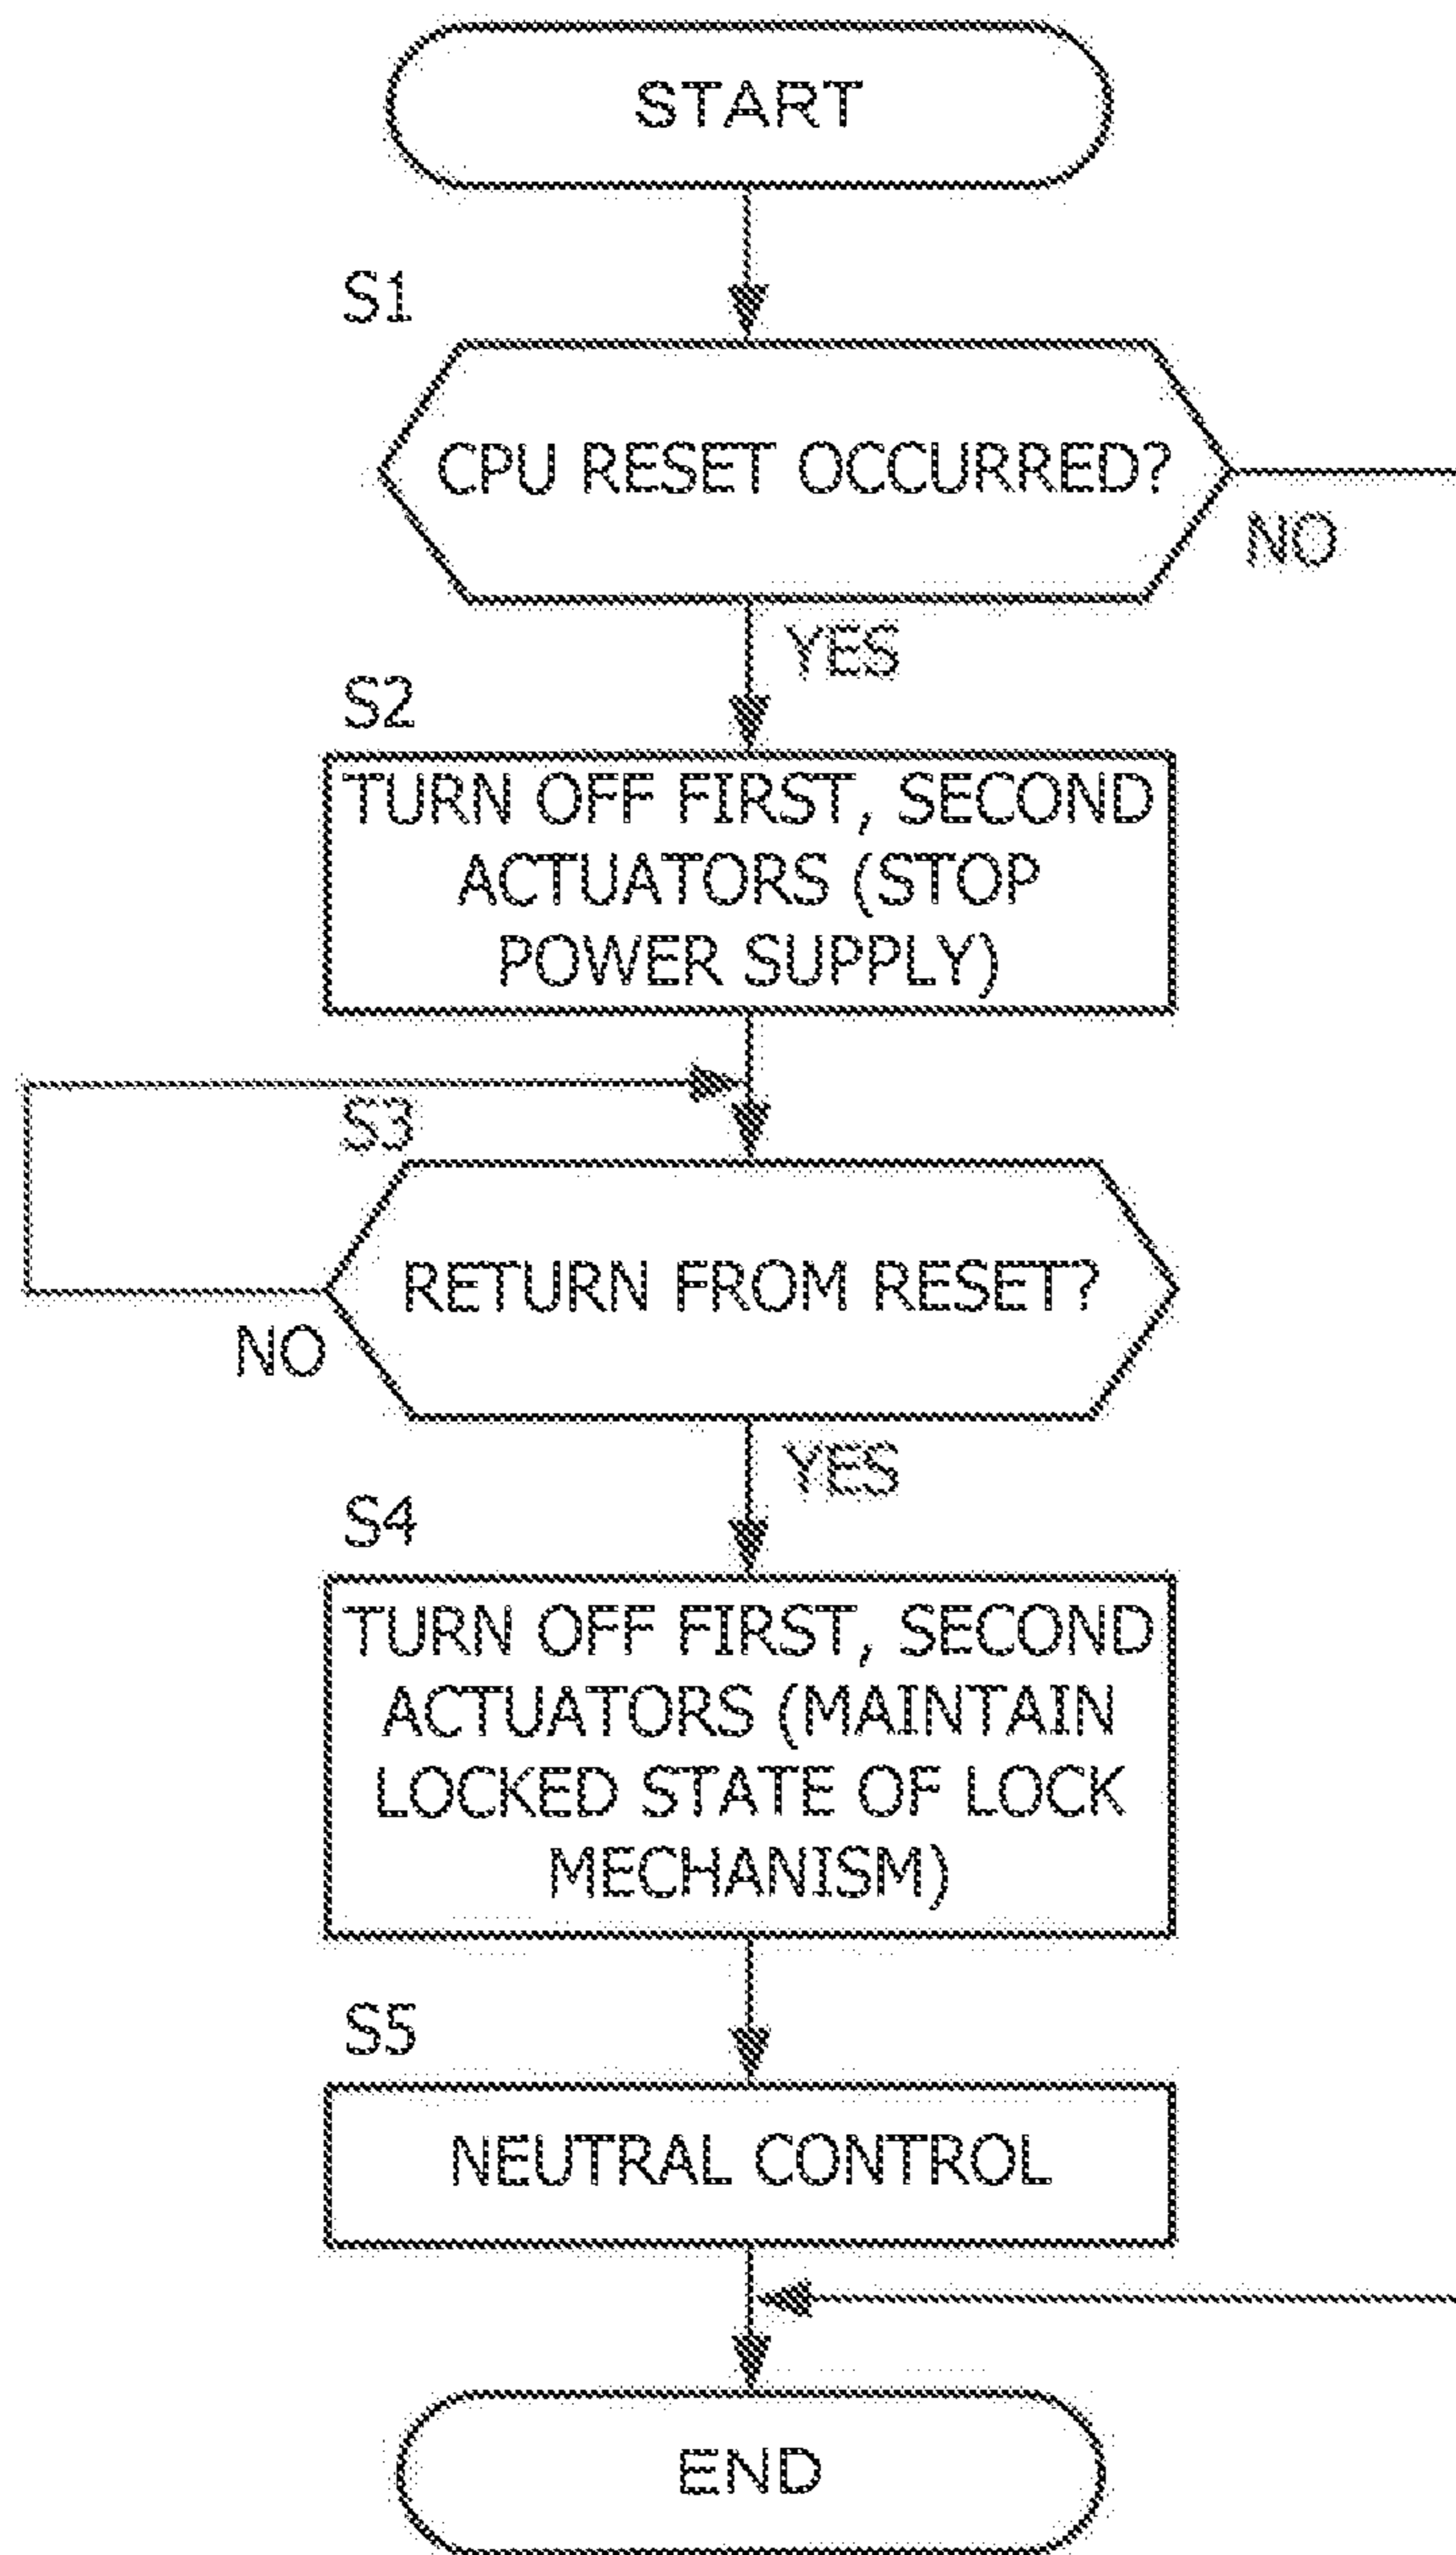 START
S1
CPU RESET OCCURRED?
NO
YES
S2
TURN OFF FIRST, SECOND
ACTUATORS (STOP
POWER SUPPLY)
S3
RETURN FROM RESET?
NO
YES
S4
TURN OFF FIRST, SECOND
ACTUATORS (MAINTAIN
LOCKED STATE OF LOCK
MECHANISM)
S5
NEUTRAL CONTROL
END